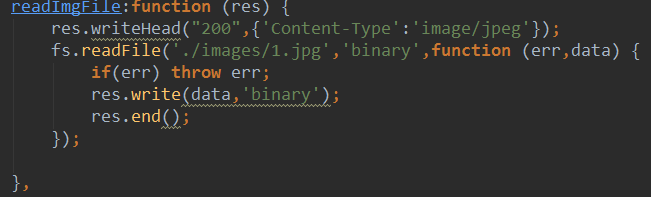 readImgFile:function (res) {
res.writeHead("200",{'Content-Type':'image/jpeg'});
fs.readFile('./images/1.jpg','binary',function (err,data) {
if(err) throw err;
res.write(data,'binary');
res.end();
});
},